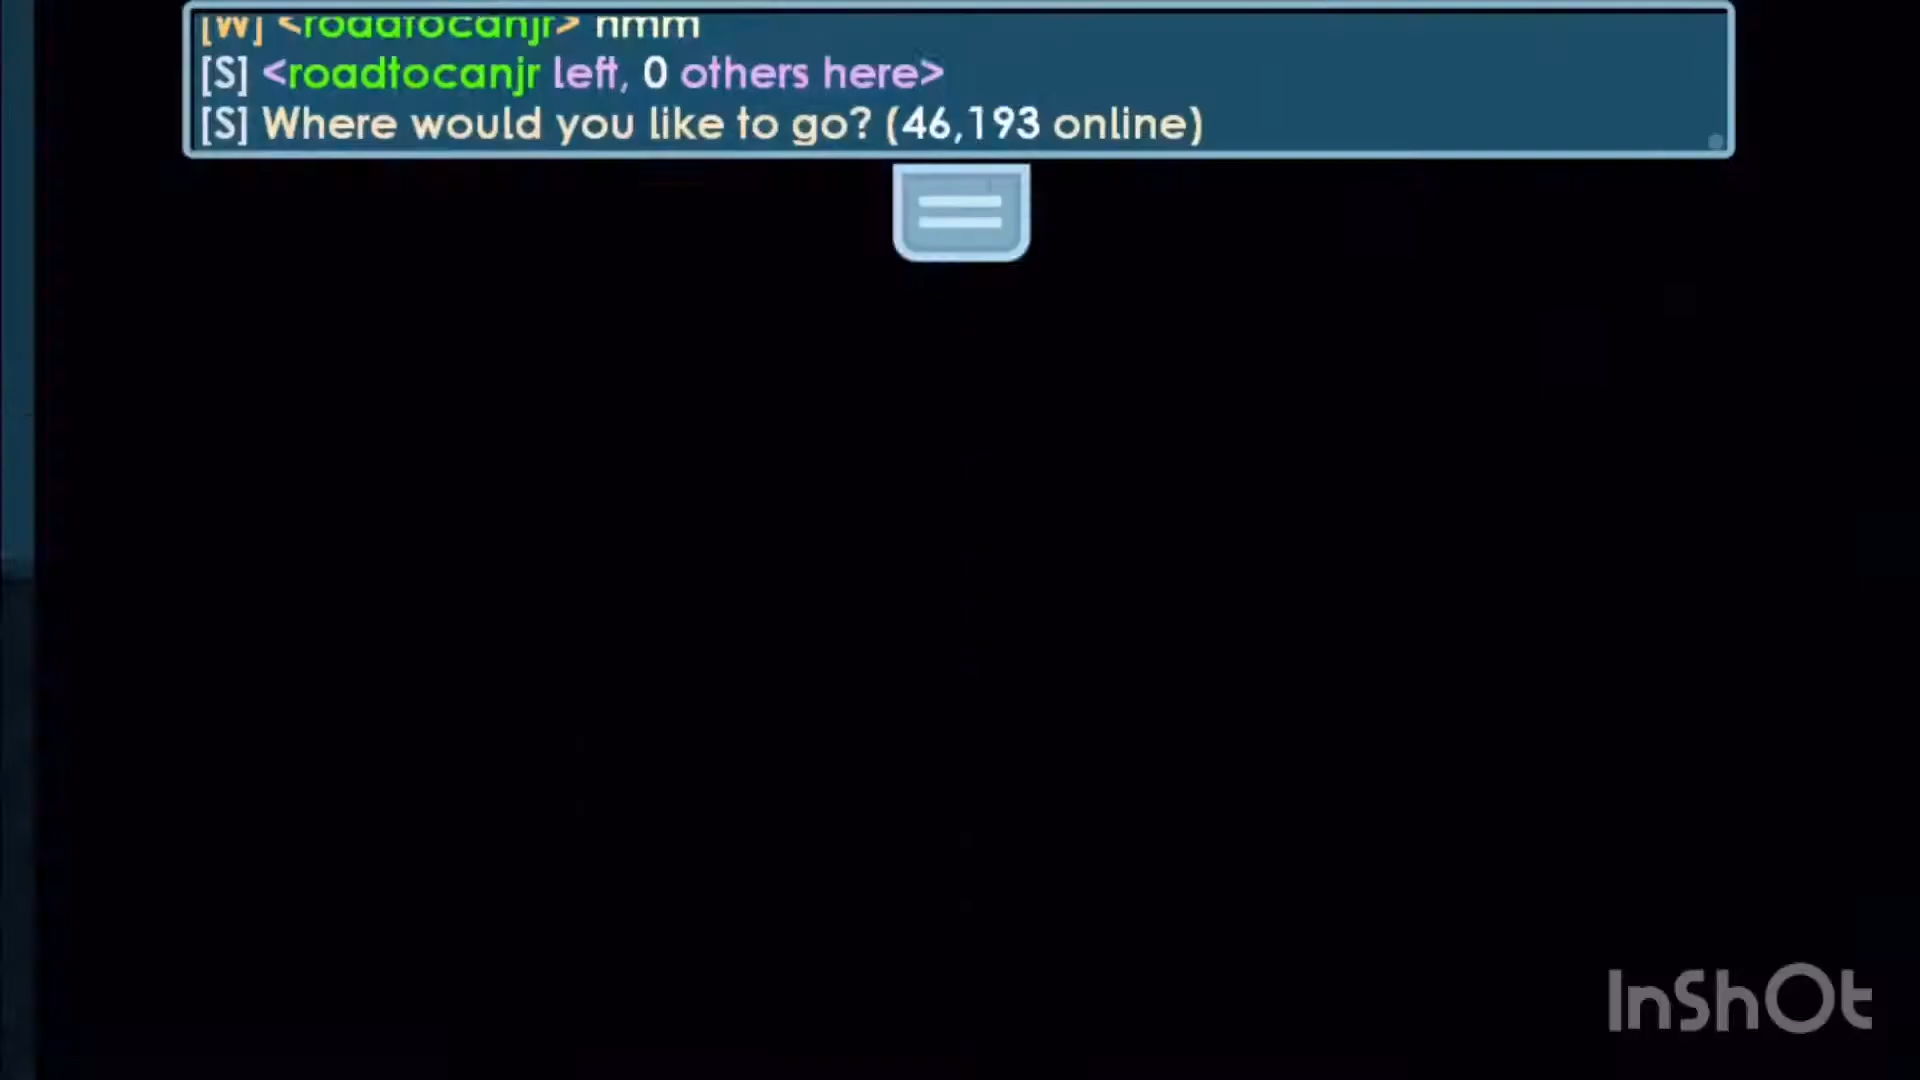 [W] <roadtocanjr> hmm
[S] <roadtocanjr left, 0 others here>
[S] Where would you like to go? (46,193 online)
InShOt